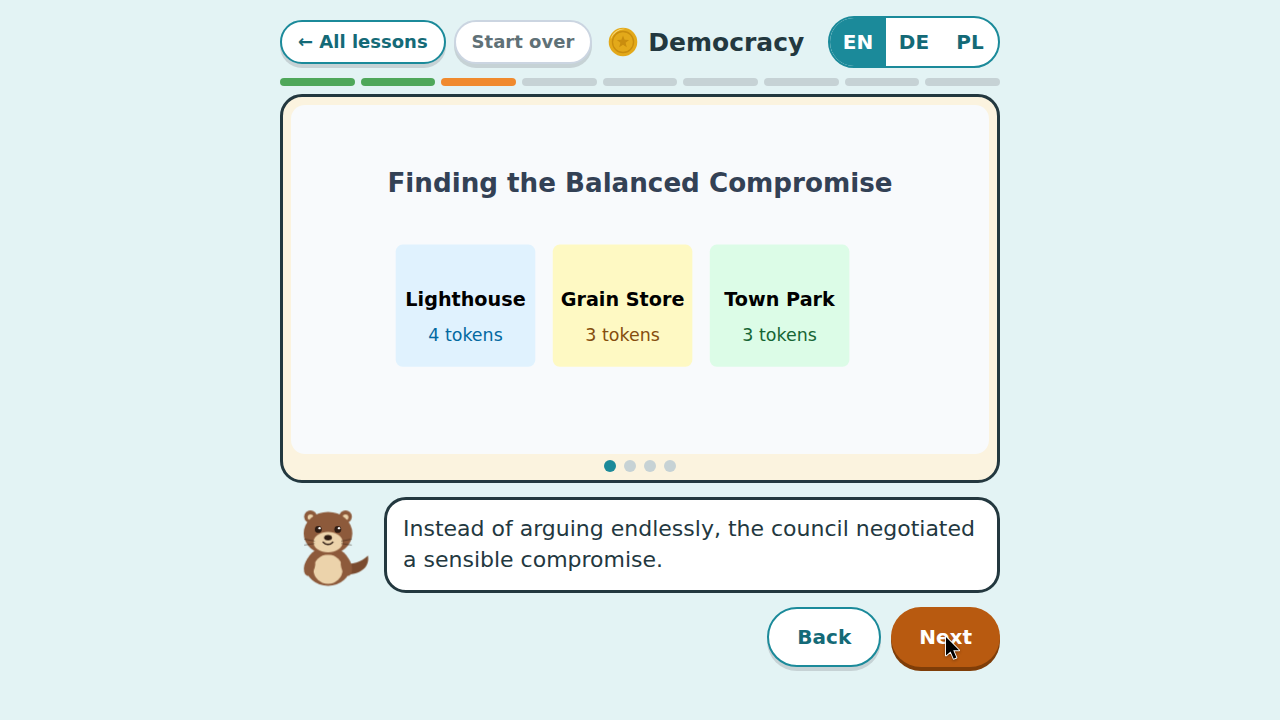 ← All lessons
Start over
Democracy
EN DE PL
Finding the Balanced Compromise
Lighthouse
4 tokens
Grain Store
3 tokens
Town Park
3 tokens
Instead of arguing endlessly, the council negotiated
a sensible compromise.
Back
Next